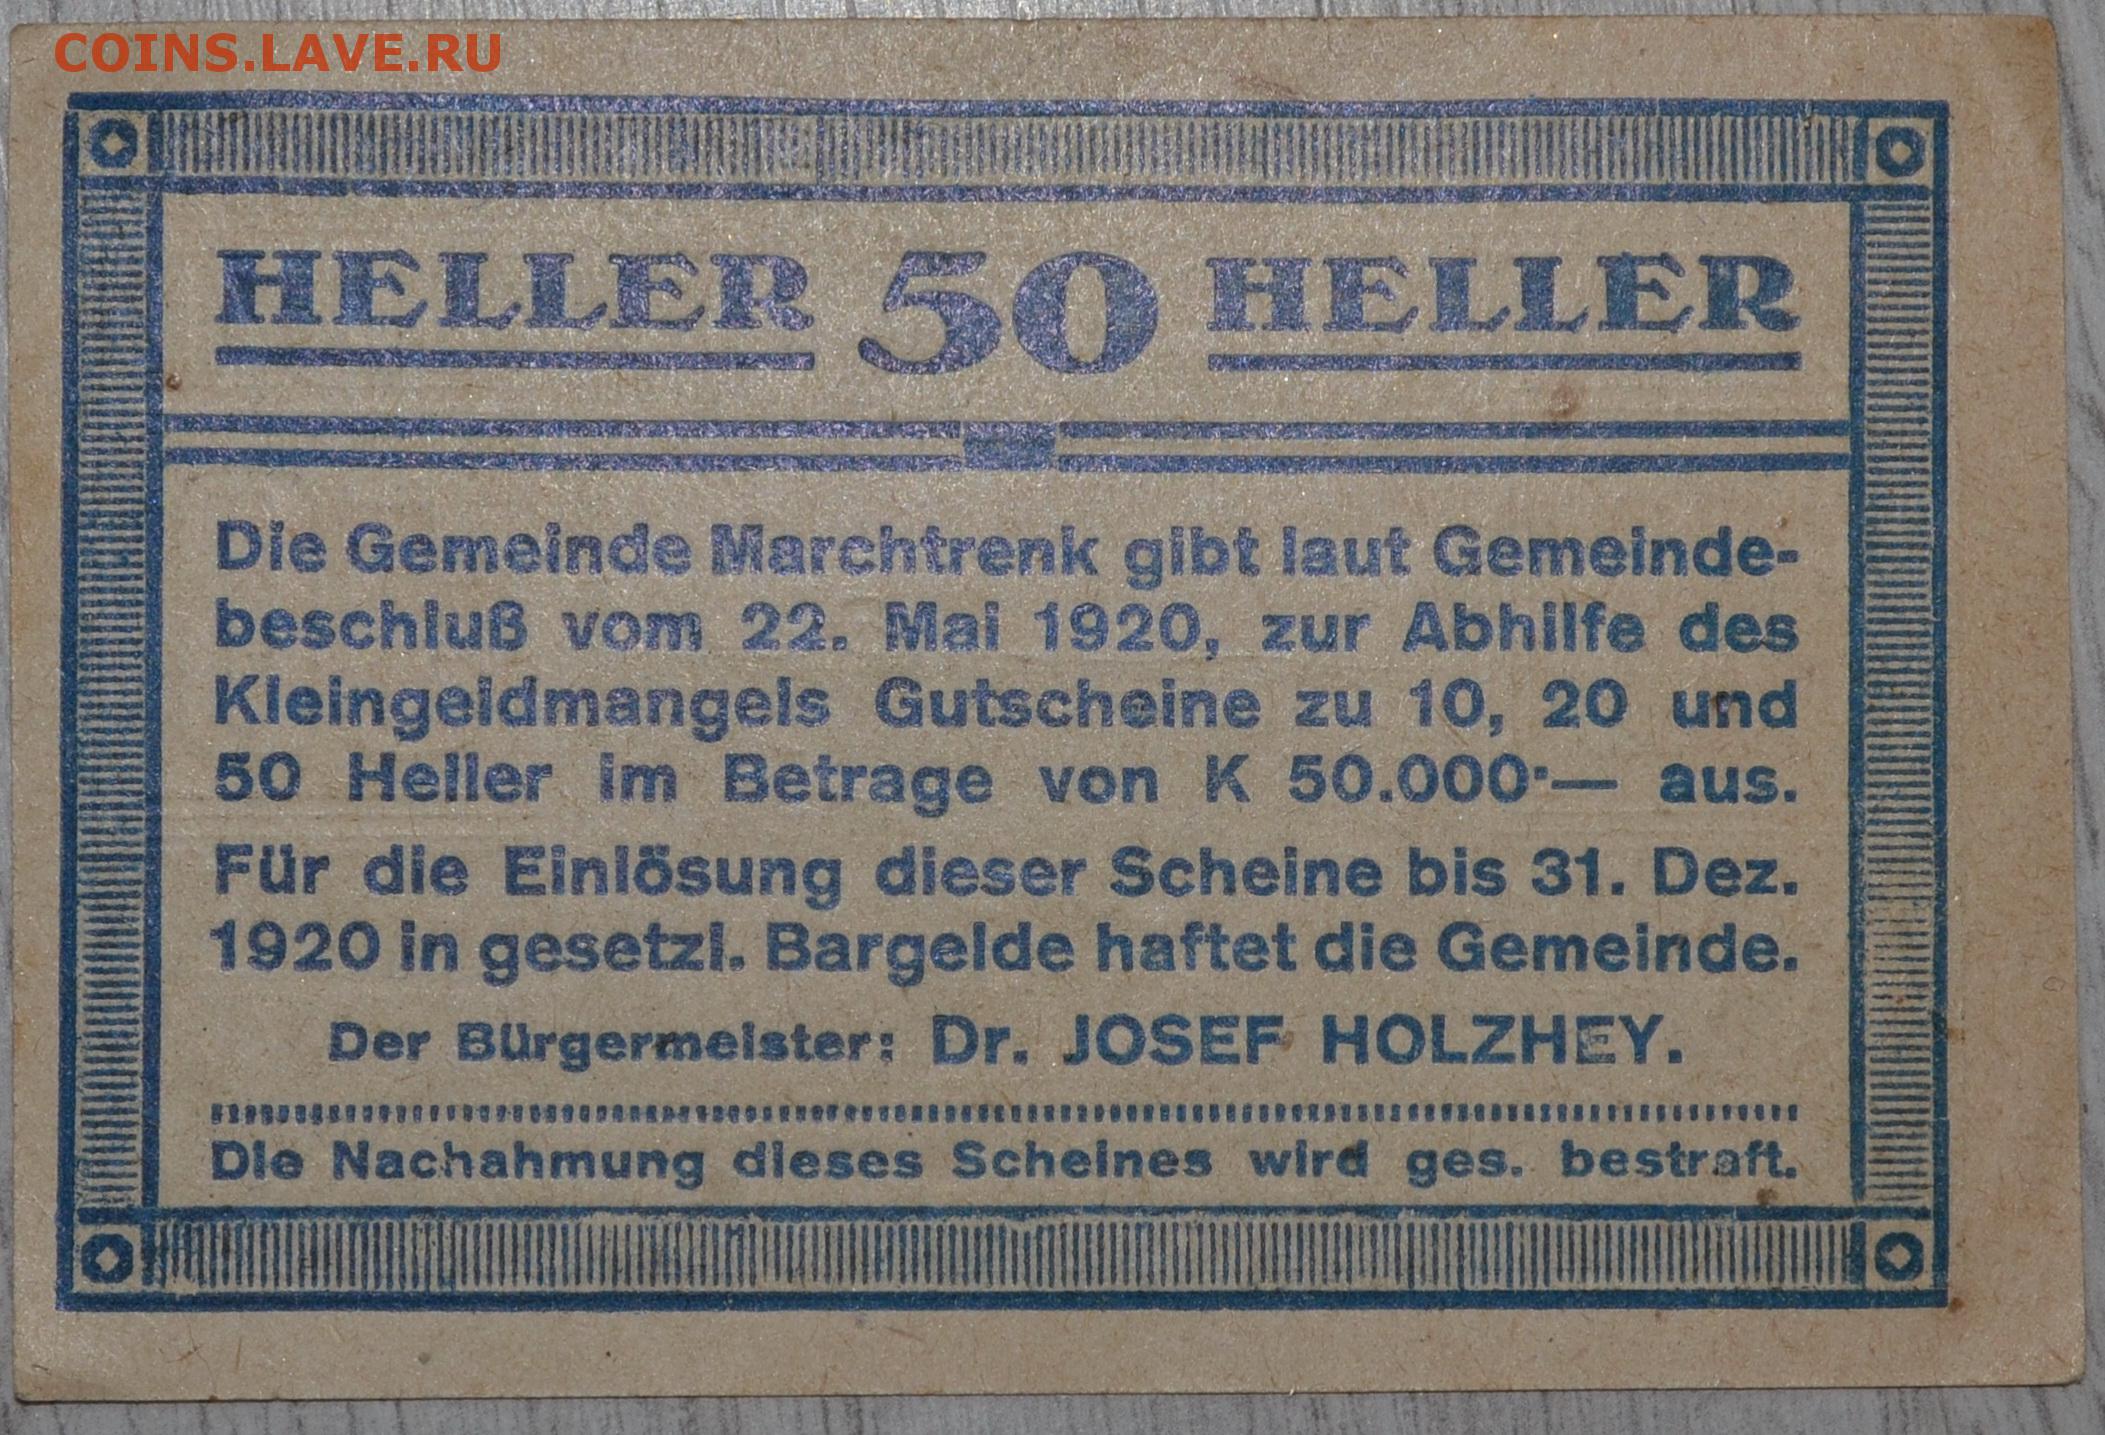 COINS.LAVE.RU
HELLER 50 HELLER
Die Gemeinde Marchtrenk gibt laut Gemeinde-
beschluß vom 22. Mai 1920, zur Abhilfe des
Kleingeldmangels Gutscheine zu 10, 20 und
50 Heller im Betrage von K 50.000·— aus.
Für die Einlösung dieser Scheine bis 31. Dez.
1920 in gesetzl. Bargelde haftet die Gemeinde.
Der Bürgermeister: Dr. JOSEF HOLZHEY.
Die Nachahmung dieses Scheines wird ges. bestraft.